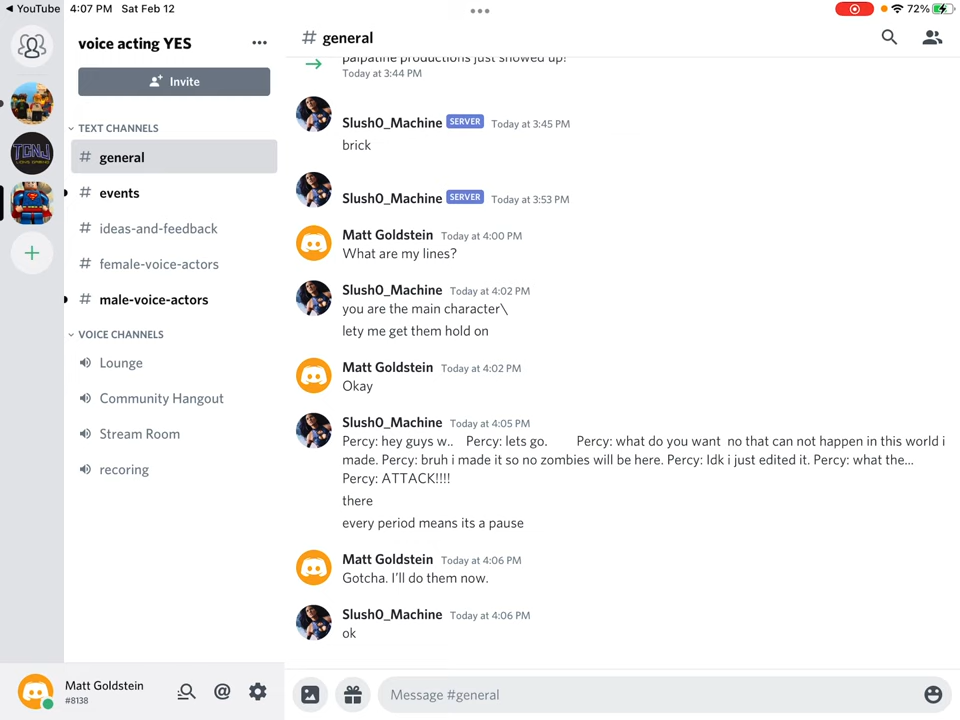 YouTube 4:07 PM Sat Feb 12 72%
voice acting YES
Invite
TEXT CHANNELS
# general
# events
# ideas-and-feedback
# female-voice-actors
# male-voice-actors
VOICE CHANNELS
Lounge
Community Hangout
Stream Room
recoring
Matt Goldstein
#8138
TCNJ
# general
palpatine productions just showed up!
Today at 3:44 PM
Slush0_Machine SERVER Today at 3:45 PM
brick
Slush0_Machine SERVER Today at 3:53 PM
Matt Goldstein Today at 4:00 PM
What are my lines?
Slush0_Machine Today at 4:02 PM
you are the main character\
lety me get them hold on
Matt Goldstein Today at 4:02 PM
Okay
Slush0_Machine Today at 4:05 PM
Percy: hey guys w.. Percy: lets go. Percy: what do you want no that can not happen in this world i
made. Percy: bruh i made it so no zombies will be here. Percy: Idk i just edited it. Percy: what the...
Percy: ATTACK!!!!
there
every period means its a pause
Matt Goldstein Today at 4:06 PM
Gotcha. I'll do them now.
Slush0_Machine Today at 4:06 PM
ok
Message #general